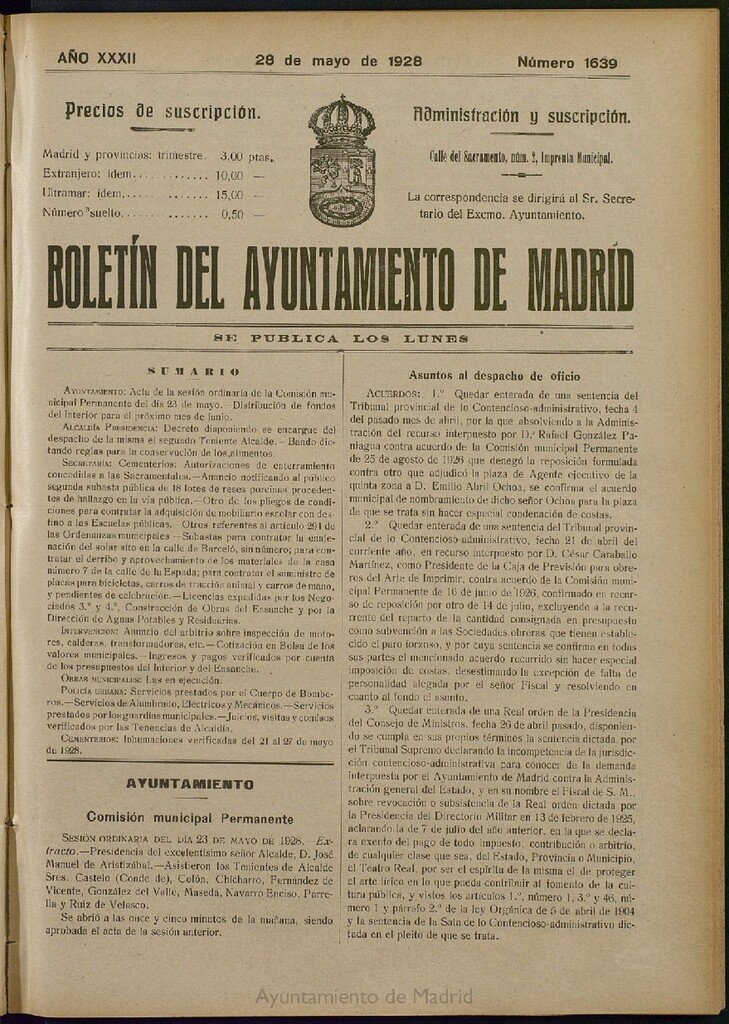 AÑO XXXII
28 de mayo de 1928
Número 1639
Precios de suscripción.
Madrid y provincias: trimestre. 3,00 ptas.
Extranjero: ídem............. 10,00 —
Ultramar: ídem............. 15,00 —
Número suelto............. 0,50 —
Administración y suscripción.
Calle del Sacramento, núm. 2, Imprenta Municipal.
La correspondencia se dirigirá al Sr. Secre-
tario del Excmo. Ayuntamiento.
BOLETÍN DEL AYUNTAMIENTO DE MADRID
SE PUBLICA LOS LUNES
SUMARIO
AYUNTAMIENTO: Acta de la sesión ordinaria de la Comisión mu-
nicipal Permanente del día 23 de mayo.—Distribución de fondos
del Interior para el próximo mes de junio.
ALCALDÍA PRESIDENCIA: Decreto disponiendo se encargue del
despacho de la misma el segundo Teniente Alcalde.—Bando dic-
tando reglas para la conservación de los alimentos.
SECRETARÍA: Cementerios: Autorizaciones de enterramiento
concedidas a las Sacramentales.—Anuncio notificando al público
segunda subasta pública de 18 lotes de reses porcinas proceden-
tes de hallazgo en la vía pública.—Otro de los pliegos de condi-
ciones para contratar la adquisición de mobiliario escolar con des-
tino a las Escuelas públicas.—Otros referentes al artículo 291 de
las Ordenanzas municipales—Subastas para contratar la enaje-
nación del solar sito en la calle de Barceló, sin número; para con-
tratar el derribo y aprovechamiento de los materiales de la casa
número 7 de la calle de la Espada; para contratar el suministro de
placas para bicicletas, carros de tracción animal y carros de mano,
y pendientes de celebración.—Licencias expedidas por los Nego-
ciados 3.º y 4.º, Construcción de Obras del Ensanche y por la
Dirección de Aguas Potables y Residuarias.
INTERVENCIÓN: Anuncio del arbitrio sobre inspección de moto-
res, calderas, transformadores, etc.—Cotización en Bolsa de los
valores municipales.—Ingresos y pagos verificados por cuenta
de los presupuestos del Interior y del Ensanche.
OBRAS MUNICIPALES: Las en ejecución.
POLICÍA URBANA: Servicios prestados por el Cuerpo de Bombe-
ros.—Servicios de Alumbrado, Eléctricos y Mecánicos.—Servicios
prestados por los guardias municipales.—Juicios, visitas y comisos
verificados por las Tenencias de Alcaldía.
CEMENTERIOS: Inhumaciones verificadas del 21 al 27 de mayo
de 1928.
AYUNTAMIENTO
Comisión municipal Permanente
SESIÓN ORDINARIA DEL DÍA 23 DE MAYO DE 1928.—Ex-
tracto.—Presidencia del excelentísimo señor Alcalde, D. José
Manuel de Aristizábal.—Asistieron los Tenientes de Alcalde
Sres. Castelo (Conde de), Colón, Chicharro, Fernández de
Vicente, González del Valle, Maseda, Navarro Enciso, Parre-
lla y Ruiz de Velasco.
Se abrió a las once y cinco minutos de la mañana, siendo
aprobada el acta de la sesión anterior.
Asuntos al despacho de oficio
ACUERDOS: 1.º Quedar enterada de una sentencia del
Tribunal provincial de lo Contencioso-administrativo, fecha 4
del pasado mes de abril, por la que absolviendo a la Adminis-
tración del recurso interpuesto por D. Rafael González Pa-
niagua contra acuerdo de la Comisión municipal Permanente
de 25 de agosto de 1926 que denegó la reposición formulada
contra otro que adjudicó la plaza de Agente ejecutivo de la
quinta zona a D. Emilio Abril Ochoa, se confirma el acuerdo
municipal de nombramiento de dicho señor Ochoa para la plaza
de que se trata sin hacer especial condenación de costas.
2.º Quedar enterada de una sentencia del Tribunal provin-
cial de lo Contencioso-administrativo, fecha 21 de abril del
corriente año, en recurso interpuesto por D. César Caraballo
Martínez, como Presidente de la Caja de Previsión para obre-
ros del Arte de Imprimir, contra acuerdo de la Comisión muni-
cipal Permanente de 16 de junio de 1926, confirmado en recur-
so de reposición por otro de 14 de julio, excluyendo a la recu-
rrente del reparto de la cantidad consignada en presupuesto
como subvención a las Sociedades obreras que tienen estable-
cido el paro forzoso, y por cuya sentencia se confirma en todas
sus partes el mencionado acuerdo recurrido sin hacer especial
imposición de costas, desestimando la excepción de falta de
personalidad alegada por el señor Fiscal y resolviendo en
cuanto al fondo el asunto.
3.º Quedar enterada de una Real orden de la Presidencia
del Consejo de Ministros, fecha 26 de abril pasado, disponien-
do se cumpla en sus propios términos la sentencia dictada por
el Tribunal Supremo declarando la incompetencia de la jurisdic-
ción contencioso-administrativa para conocer de la demanda
interpuesta por el Ayuntamiento de Madrid contra la Adminis-
tración general del Estado, y en su nombre el Fiscal de S. M.,
sobre revocación o subsistencia de la Real orden dictada por
la Presidencia del Directorio Militar en 13 de febrero de 1925,
aclarando la de 7 de julio del año anterior, en la que se decla-
ra exento del pago de todo impuesto, contribución o arbitrio,
de cualquier clase que sea, del Estado, Provincia o Municipio,
el Teatro Real, por ser el espíritu de la misma el de proteger
el arte lírico en lo que pueda contribuir al fomento de la cul-
tura pública, y vistos los artículos 1.º, número 1, 3.º y 46, núme-
ro 1 y párrafo 2.º de la ley Orgánica de 5 de abril de 1904
y la sentencia de la Sala de lo Contencioso-administrativo dic-
tada en el pleito de que se trata.
Ayuntamiento de Madrid